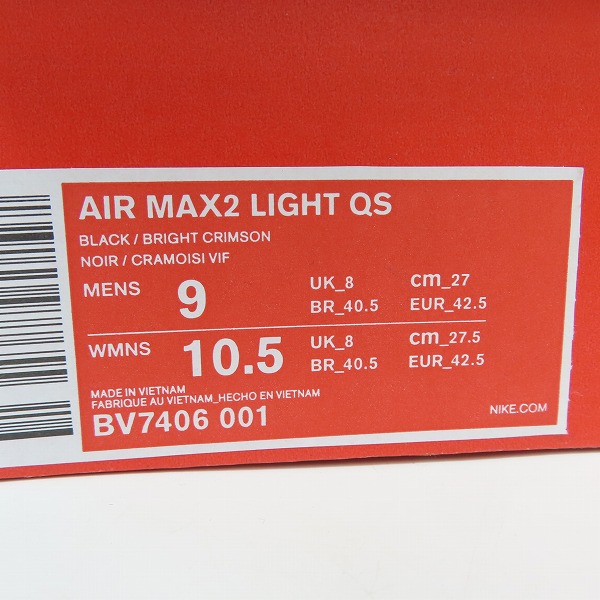 AIR MAX2 LIGHT QS
BLACK / BRIGHT CRIMSON
NOIR / CRAMOISI VIF
MENS 9 UK_8 cm_27
BR_40.5 EUR_42.5
WMNS 10.5 UK_8 cm_27.5
BR_40.5 EUR_42.5
MADE IN VIETNAM
FABRIQUE AU VIETNAM_HECHO EN VIETNAM
BV7406 001
NIKE.COM